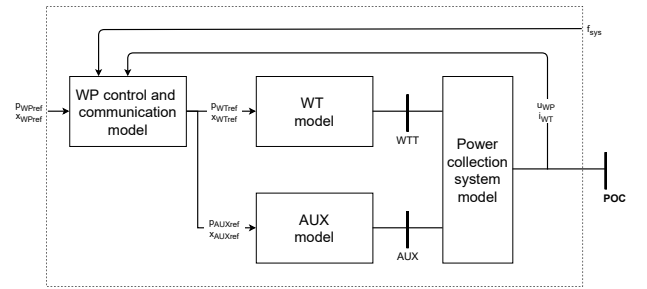 f_sys
WP control and
communication
model
p_WPref
x_WPref
p_WTref
x_WTref
WT
model
WTT
Power
collection
system
model
u_WP
i_WT
POC
p_AUXref
x_AUXref
AUX
model
AUX